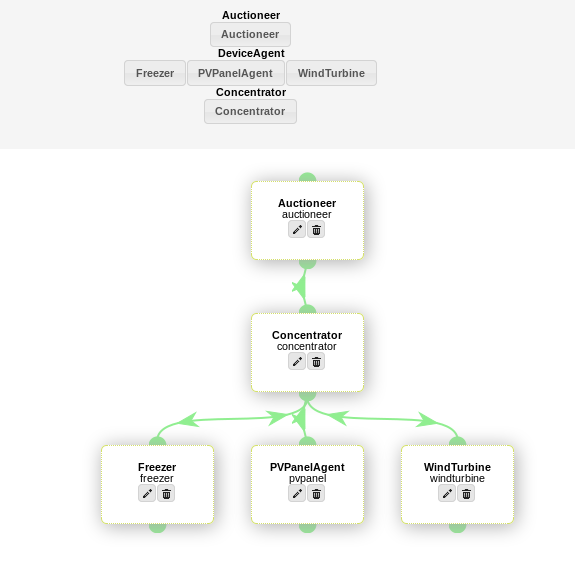 Auctioneer
Auctioneer
DeviceAgent
Freezer PVPanelAgent WindTurbine
Concentrator
Concentrator
Auctioneer
auctioneer
Concentrator
concentrator
Freezer PVPanelAgent WindTurbine
freezer pvpanel windturbine